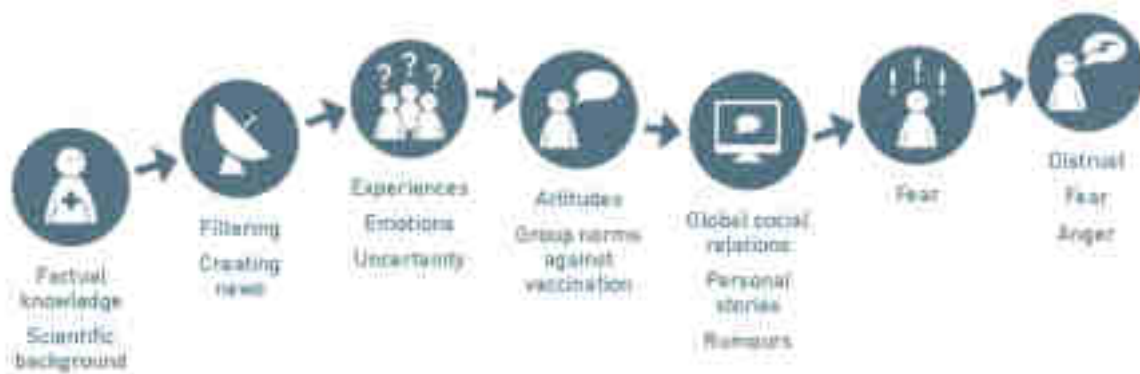 Factual
knowledge
Scientific
background
Filtering
Creating
news
? ? ?
Experiences
Emotions
Uncertainty
Attitudes
Group norms
against
vaccination
Global social
relations
Personal
stories
Rumours
! ! !
Fear
Distrust
Fear
Anger